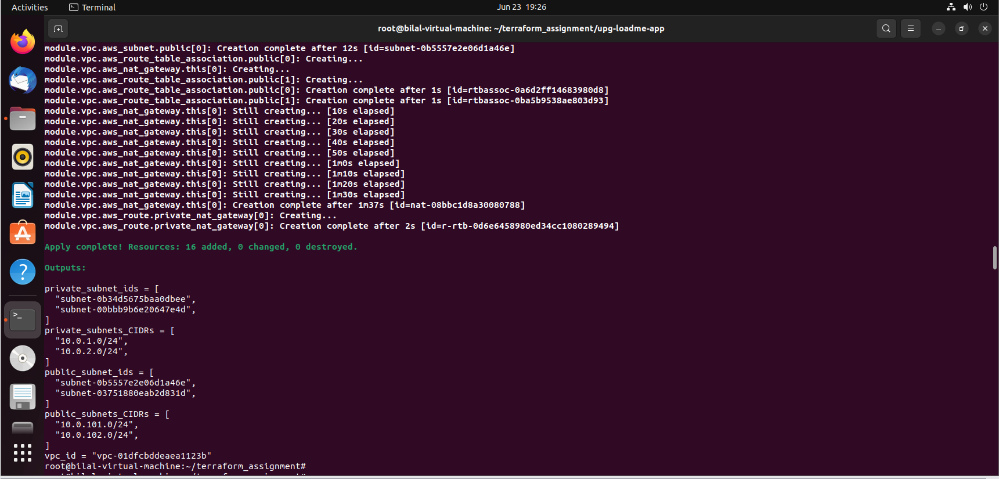 Activities
Terminal
Jun 23 19:26
root@bilal-virtual-machine: ~/terraform_assignment/upg-loadme-app
module.vpc.aws_subnet.public[0]: Creation complete after 12s [id=subnet-0b5557e2e06d1a46e]
module.vpc.aws_route_table_association.public[0]: Creating...
module.vpc.aws_nat_gateway.this[0]: Creating...
module.vpc.aws_route_table_association.public[1]: Creating...
module.vpc.aws_route_table_association.public[0]: Creation complete after 1s [id=rtbassoc-0a6d2ff14683980d8]
module.vpc.aws_route_table_association.public[1]: Creation complete after 1s [id=rtbassoc-0ba5b9538ae803d93]
module.vpc.aws_nat_gateway.this[0]: Still creating... [10s elapsed]
module.vpc.aws_nat_gateway.this[0]: Still creating... [20s elapsed]
module.vpc.aws_nat_gateway.this[0]: Still creating... [30s elapsed]
module.vpc.aws_nat_gateway.this[0]: Still creating... [40s elapsed]
module.vpc.aws_nat_gateway.this[0]: Still creating... [50s elapsed]
module.vpc.aws_nat_gateway.this[0]: Still creating... [1m0s elapsed]
module.vpc.aws_nat_gateway.this[0]: Still creating... [1m10s elapsed]
module.vpc.aws_nat_gateway.this[0]: Still creating... [1m20s elapsed]
module.vpc.aws_nat_gateway.this[0]: Still creating... [1m30s elapsed]
module.vpc.aws_nat_gateway.this[0]: Creation complete after 1m37s [id=nat-08bbc1d8a30080788]
module.vpc.aws_route.private_nat_gateway[0]: Creating...
module.vpc.aws_route.private_nat_gateway[0]: Creation complete after 2s [id=r-rtb-0d6e6458980ed34cc1080289494]
Apply complete! Resources: 16 added, 0 changed, 0 destroyed.
Outputs:
private_subnet_ids = [
"subnet-0b34d5675baa0dbee",
"subnet-00bbb9b6e20647e4d",
]
private_subnets_CIDRs = [
"10.0.1.0/24",
"10.0.2.0/24",
]
public_subnet_ids = [
"subnet-0b5557e2e06d1a46e",
"subnet-03751880eab2d831d",
]
public_subnets_CIDRs = [
"10.0.101.0/24",
"10.0.102.0/24",
]
vpc_id = "vpc-01dfcbddeaea1123b"
root@bilal-virtual-machine:~/terraform_assignment#